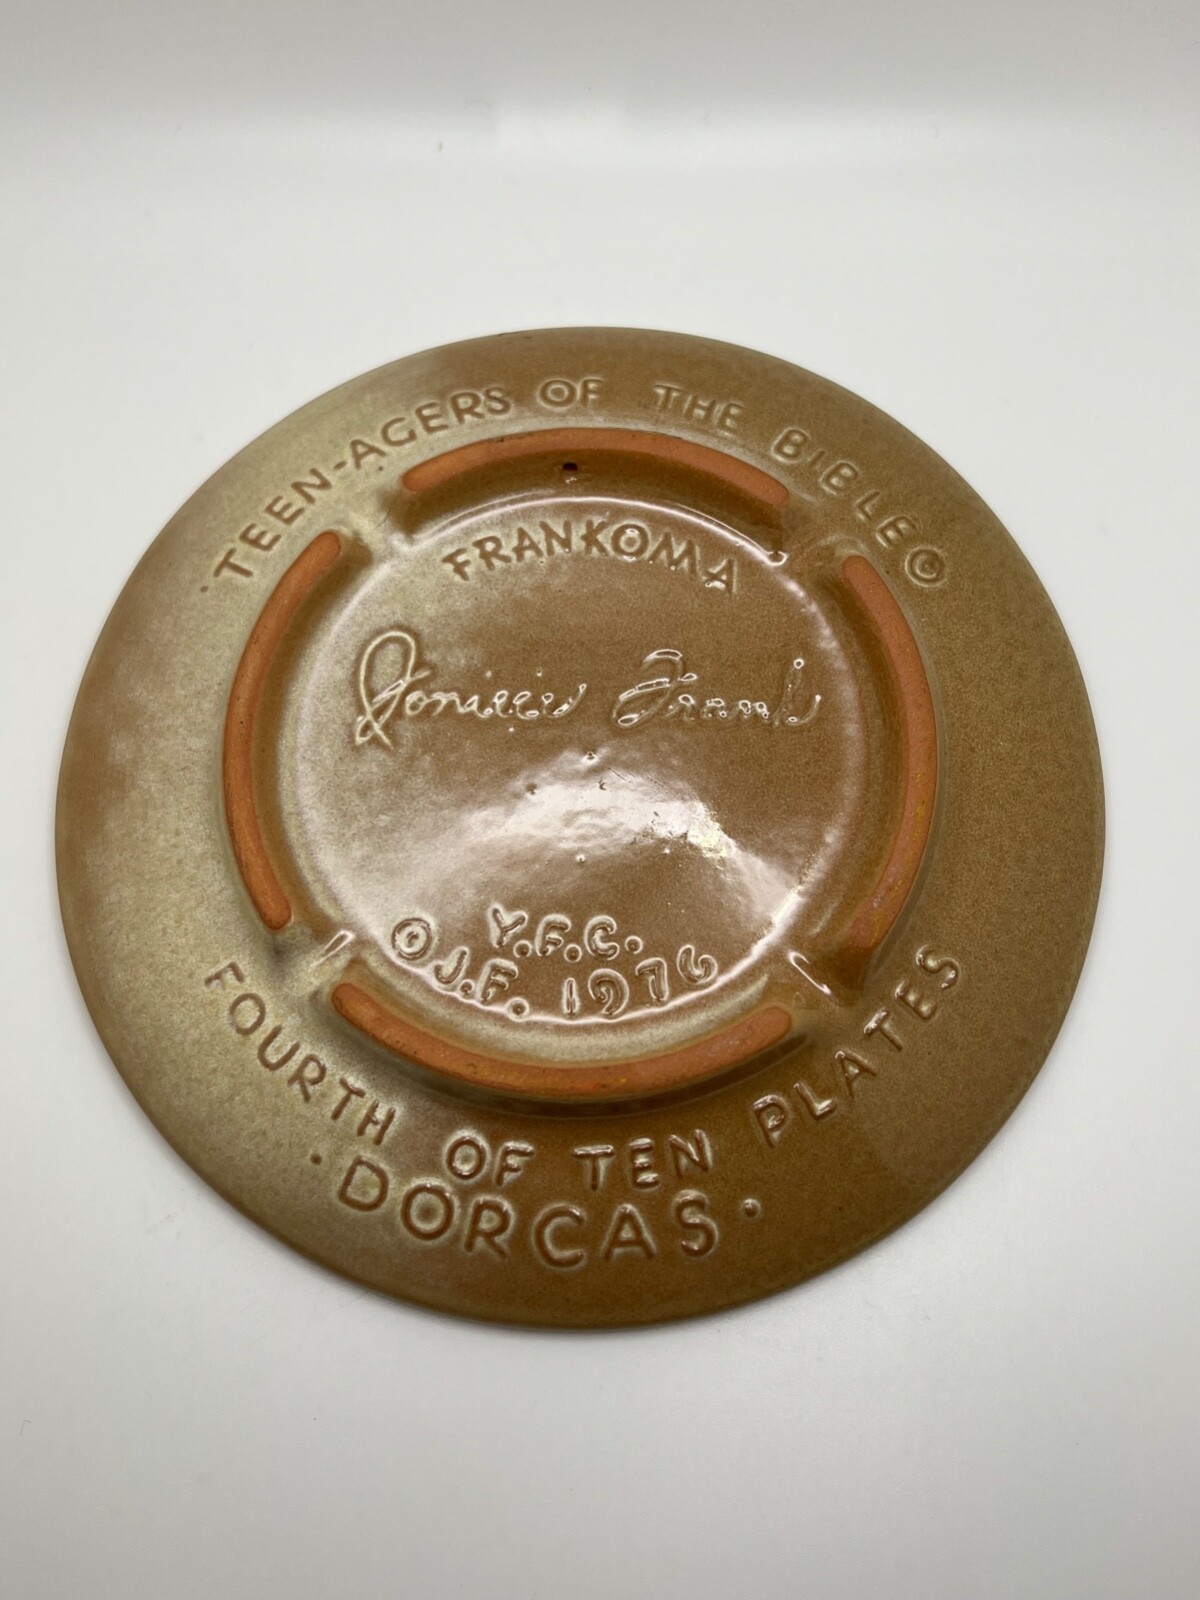 TEEN-AGERS OF THE BIBLE ©
FRANKOMA
Joniece Frank
Y.F.C.
© J.F. 1976
FOURTH OF TEN PLATES
· DORCAS ·